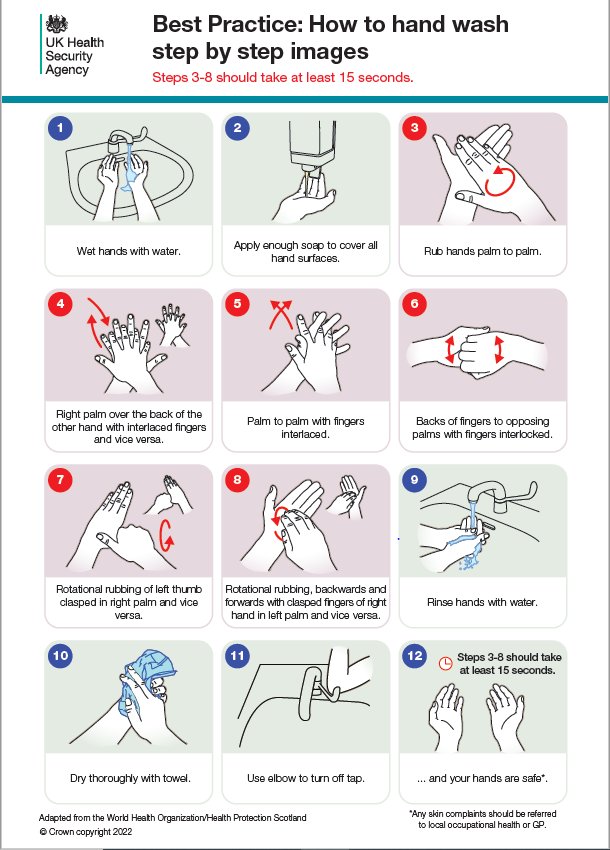 UK Health
Security
Agency
Best Practice: How to hand wash
step by step images
Steps 3-8 should take at least 15 seconds.
1
Wet hands with water.
2
Apply enough soap to cover all
hand surfaces.
3
Rub hands palm to palm.
4
Right palm over the back of the
other hand with interlaced fingers
and vice versa.
5
Palm to palm with fingers
interlaced.
6
Backs of fingers to opposing
palms with fingers interlocked.
7
Rotational rubbing of left thumb
clasped in right palm and vice
versa.
8
Rotational rubbing, backwards and
forwards with clasped fingers of right
hand in left palm and vice versa.
9
Rinse hands with water.
10
Dry thoroughly with towel.
11
Use elbow to turn off tap.
12
Steps 3-8 should take
at least 15 seconds.
... and your hands are safe*.
Adapted from the World Health Organization/Health Protection Scotland
© Crown copyright 2022
*Any skin complaints should be referred
to local occupational health or GP.